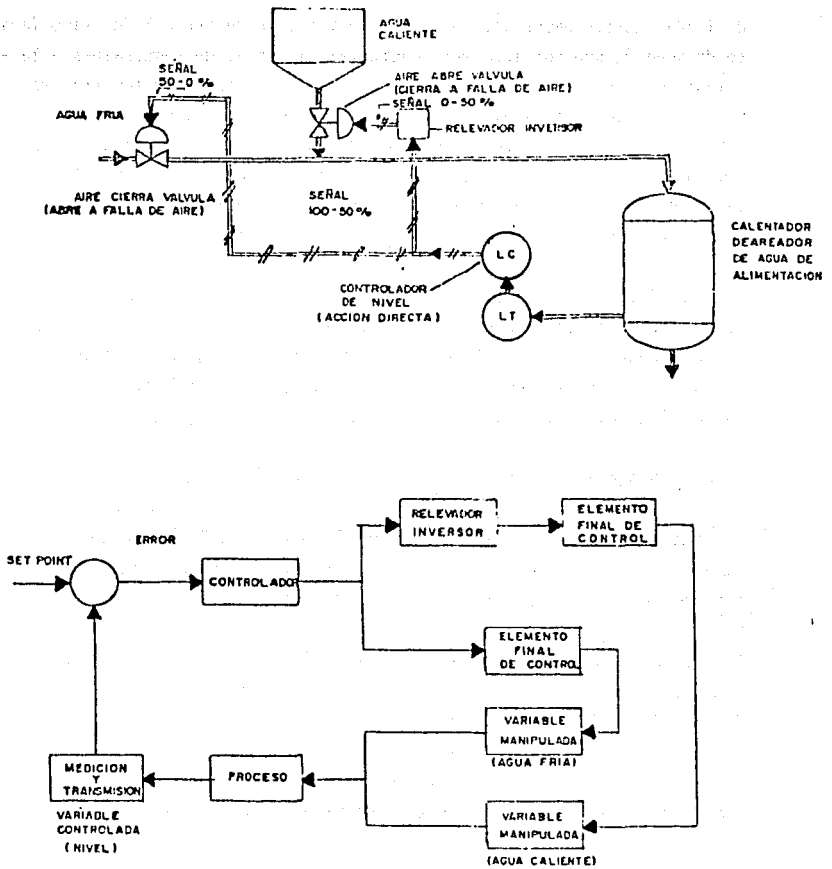 AGUA
CALIENTE
SEÑAL
50-0 %
AIRE ABRE VALVULA
(CIERRA A FALLA DE AIRE)
SEÑAL 0-50 %
AGUA FRIA
RELEVADOR INVERSOR
AIRE CIERRA VALVULA
(ABRE A FALLA DE AIRE)
SEÑAL
100-50 %
CALENTADOR
DEAREADOR
DE AGUA DE
ALIMENTACION
LC
CONTROLADOR
DE NIVEL
(ACCION DIRECTA)
LT
RELEVADOR
INVERSOR
ELEMENTO
FINAL DE
CONTROL
ERROR
SET POINT
CONTROLADOR
ELEMENTO
FINAL
DE CONTROL
VARIABLE
MANIPULADA
(AGUA FRIA)
MEDICION
Y
TRANSMISION
PROCESO
VARIABLE
CONTROLADA
(NIVEL)
VARIABLE
MANIPULADA
(AGUA CALIENTE)